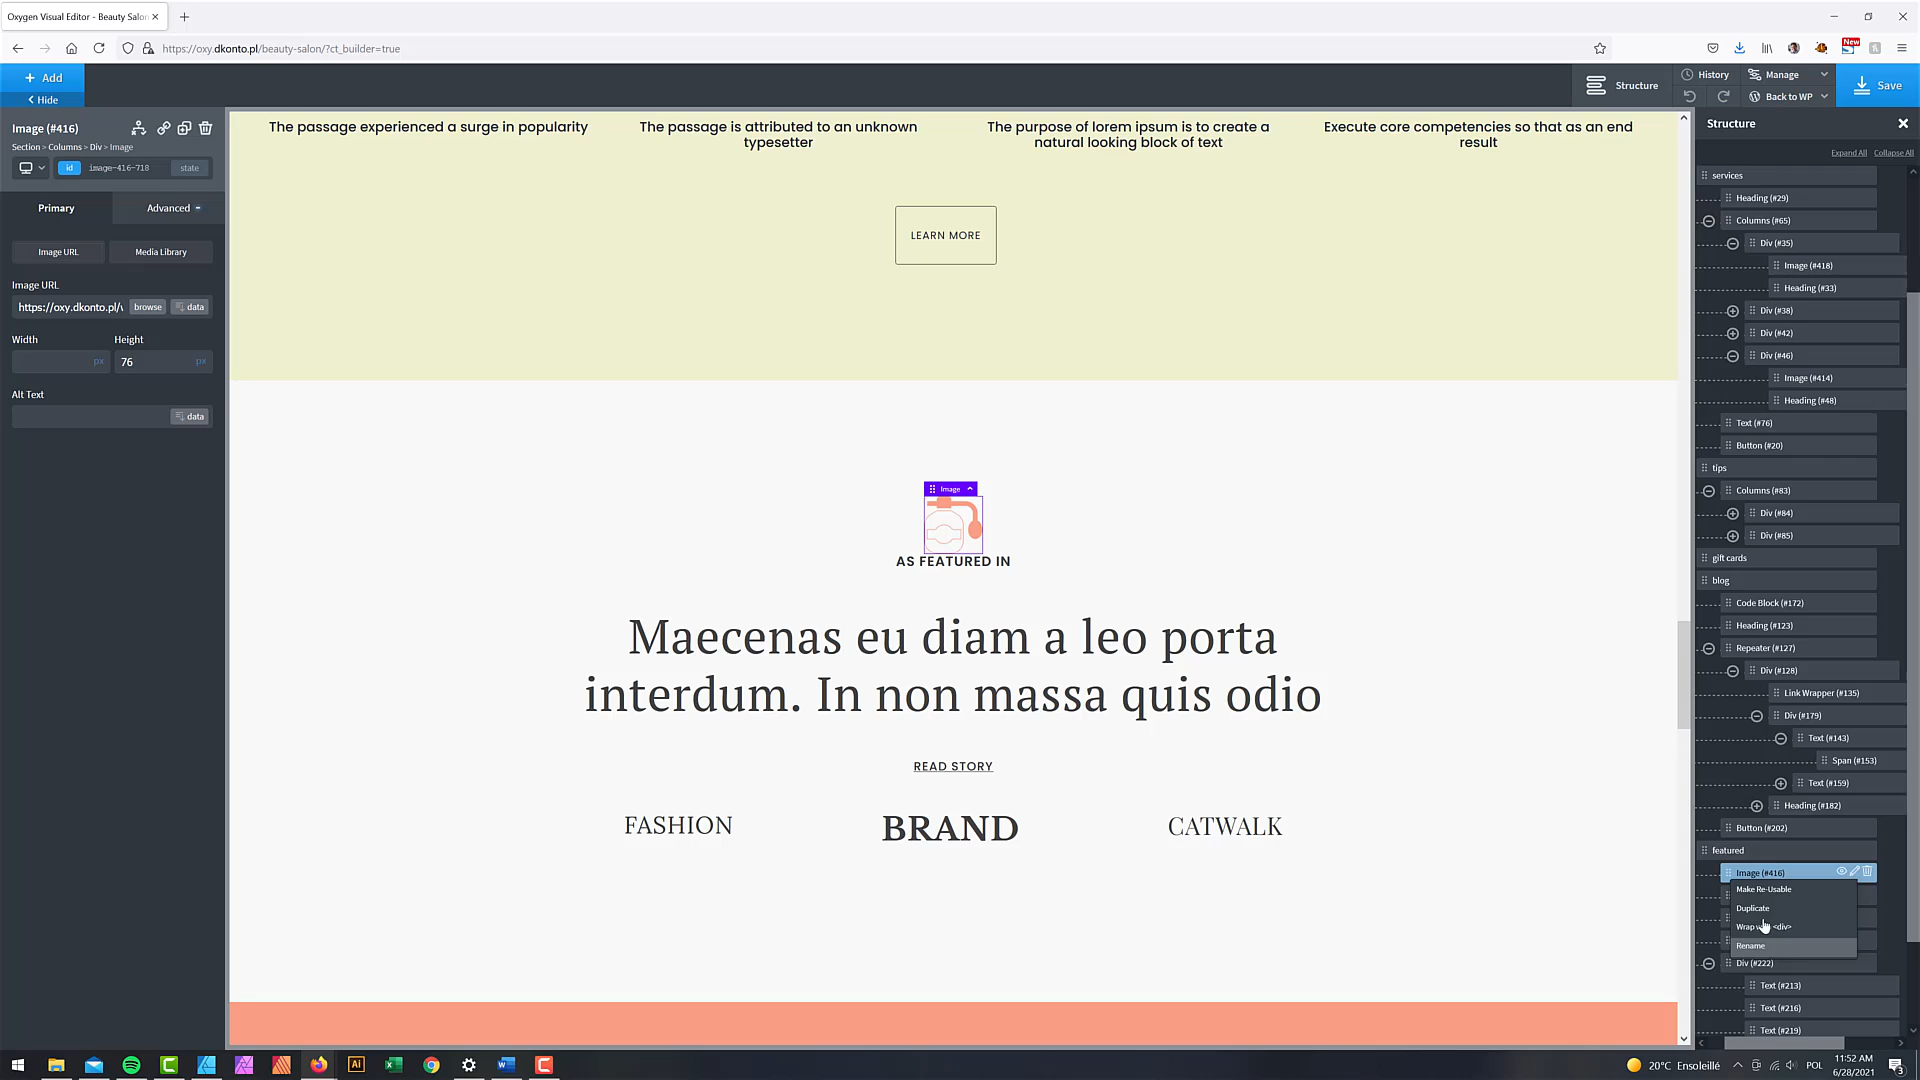 Oxygen Visual Editor - Beauty Salon
https://oxy.dkonto.pl/beauty-salon/?ct_builder=true
New
Add
Hide
Structure
History
Manage
Back to WP
Save
Image (#416)
Section > Columns > Div > Image
id
image-416-718
state
Primary
Advanced
Image URL
Media Library
Image URL
https://oxy.dkonto.pl/
browse
data
Width
Height
px
76
px
Alt Text
data
The passage experienced a surge in popularity
The passage is attributed to an unknown
typesetter
The purpose of lorem ipsum is to create a
natural looking block of text
Execute core competencies so that as an end
result
LEARN MORE
Image
AS FEATURED IN
Maecenas eu diam a leo porta
interdum. In non massa quis odio
READ STORY
FASHION
BRAND
CATWALK
Structure
Expand All
Collapse All
services
Heading (#29)
Columns (#65)
Div (#35)
Image (#418)
Heading (#33)
Div (#38)
Div (#42)
Div (#46)
Image (#414)
Heading (#48)
Text (#76)
Button (#20)
tips
Columns (#83)
Div (#84)
Div (#85)
gift cards
blog
Code Block (#172)
Heading (#123)
Repeater (#127)
Div (#128)
Link Wrapper (#135)
Div (#179)
Text (#143)
Span (#153)
Text (#159)
Heading (#182)
Button (#202)
featured
Image (#416)
Make Re-Usable
Duplicate
Wrap <div>
Rename
Div (#222)
Text (#213)
Text (#216)
Text (#219)
Ai
20°C Ensoleillé
POL
11:52 AM
6/28/2021
3